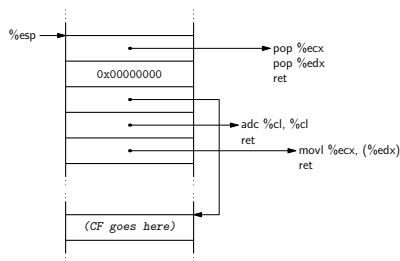 %esp
pop %ecx
pop %edx
ret
0x00000000
adc %cl, %cl
ret
movl %ecx, (%edx)
ret
(CF goes here)